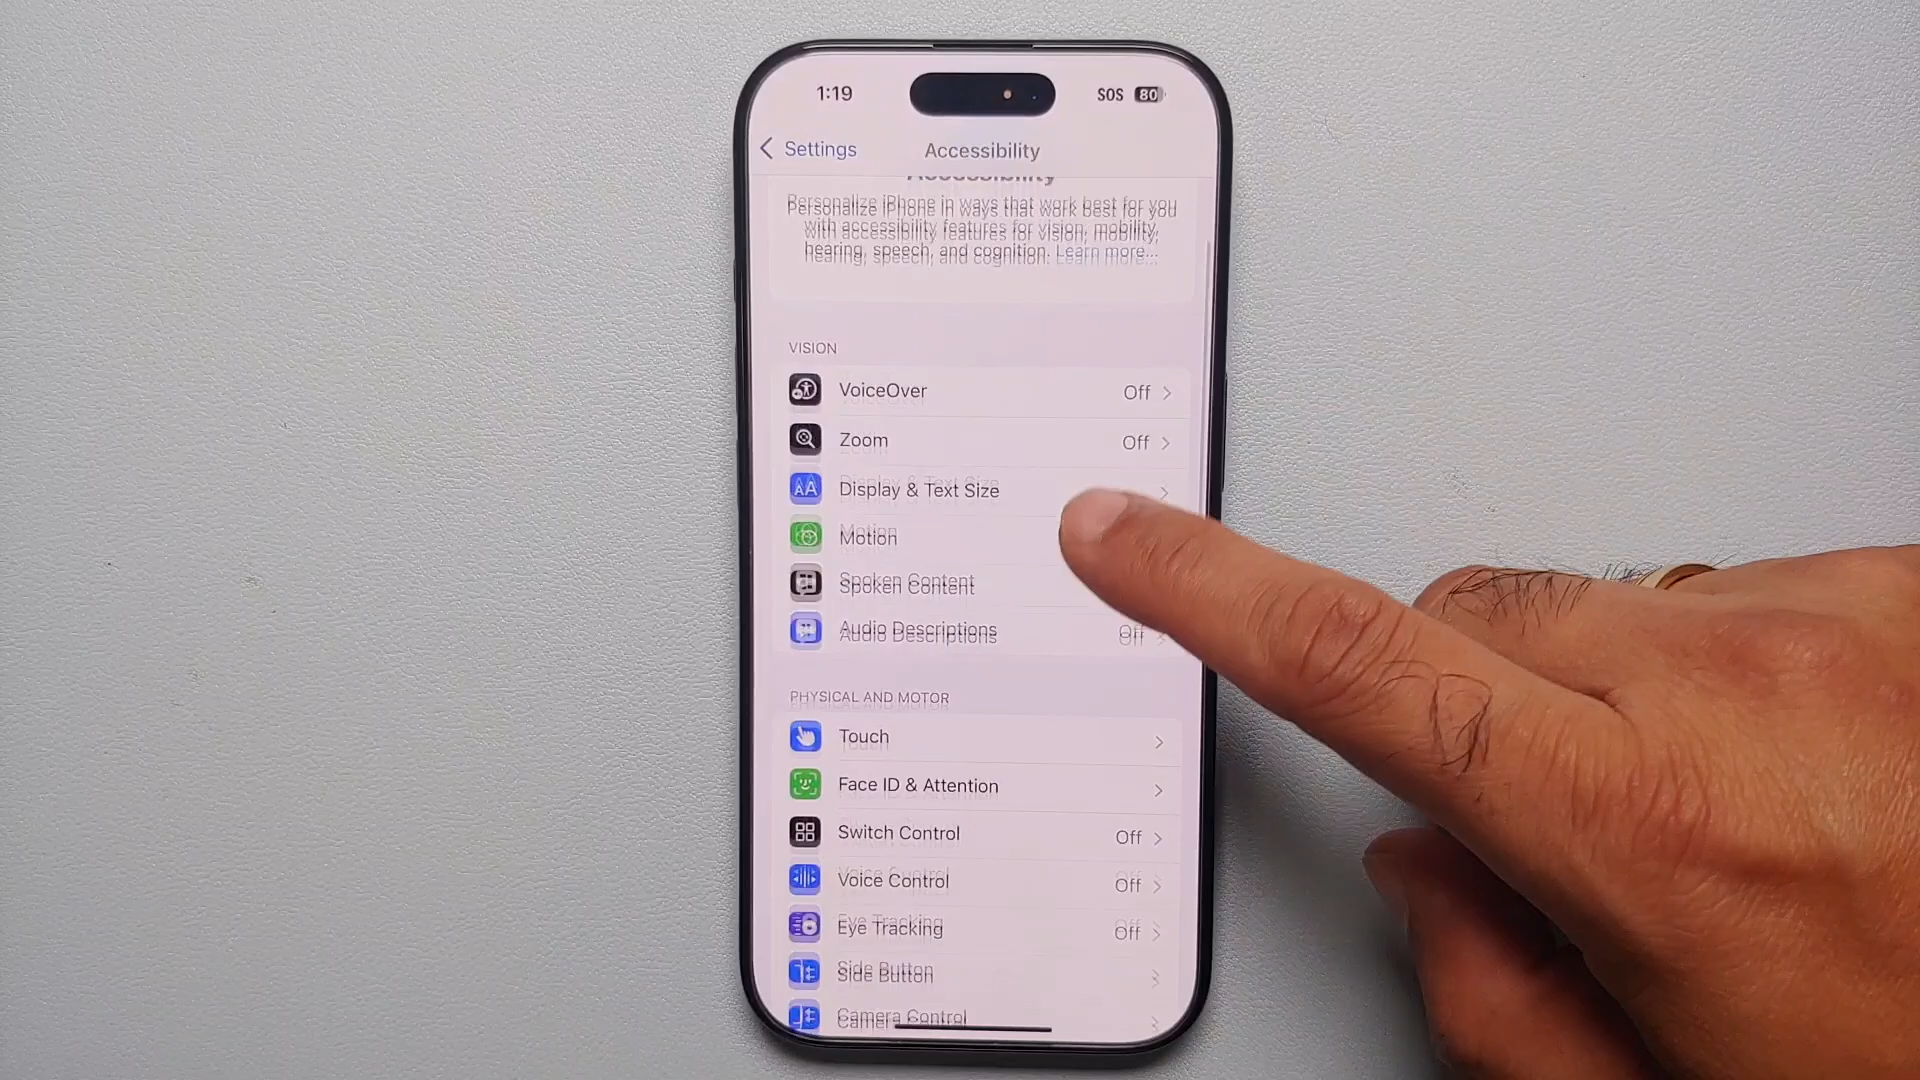 1:19
SOS 80
Settings
Accessibility
Accessibility
Personalize iPhone in ways that work best for you
with accessibility features for vision, mobility,
hearing, speech, and cognition. Learn more...
VISION
VoiceOver Off
Zoom Off
AA Display & Text Size
Motion
Spoken Content
Audio Descriptions Off
PHYSICAL AND MOTOR
Touch
Face ID & Attention
Switch Control Off
Voice Control Off
Eye Tracking Off
Side Button
Camera Control